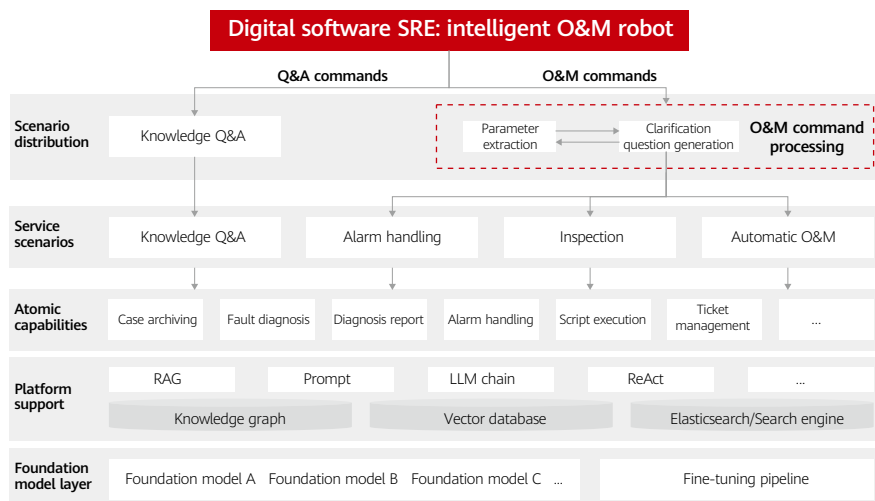 Digital software SRE: intelligent O&M robot
Q&A commands
O&M commands
Scenario
distribution
Knowledge Q&A
Parameter
extraction
Clarification
question generation
O&M command
processing
Service
scenarios
Knowledge Q&A
Alarm handling
Inspection
Automatic O&M
Atomic
capabilities
Case archiving
Fault diagnosis
Diagnosis report
Alarm handling
Script execution
Ticket
management
...
Platform
support
RAG
Prompt
LLM chain
ReAct
...
Knowledge graph
Vector database
Elasticsearch/Search engine
Foundation
model layer
Foundation model A
Foundation model B
Foundation model C
...
Fine-tuning pipeline